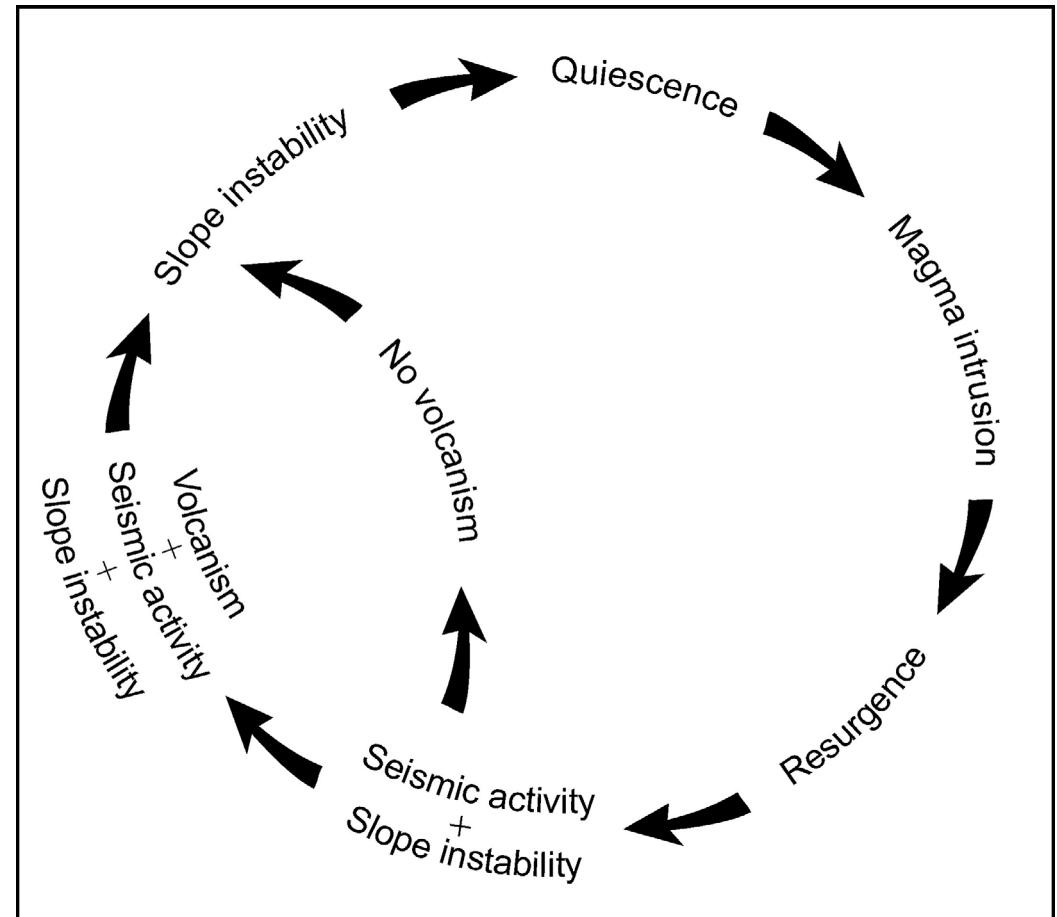 Quiescence
Magma intrusion
Resurgence
Seismic activity
+
Slope instability
No volcanism
Volcanism
+
Seismic activity
+
Slope instability
Slope instability